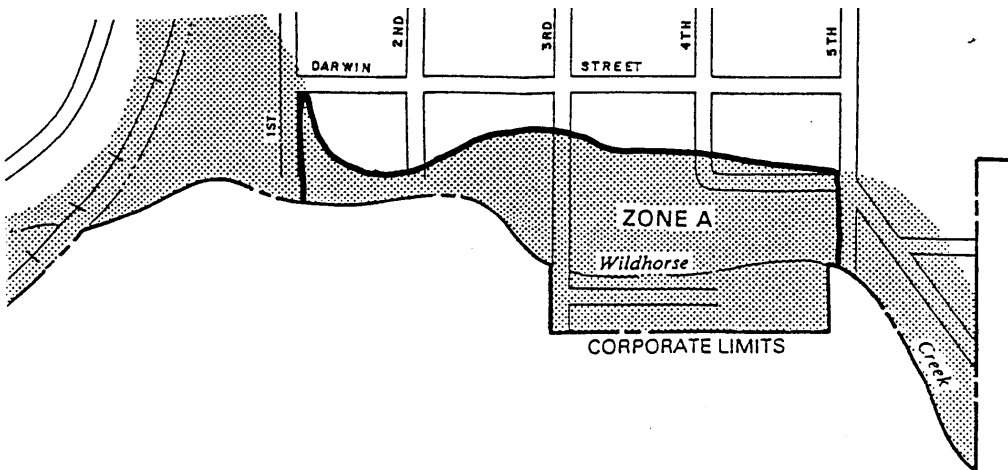 2ND
3RD
4TH
5TH
DARWIN STREET
1ST
ZONE A
Wildhorse
CORPORATE LIMITS
Creek